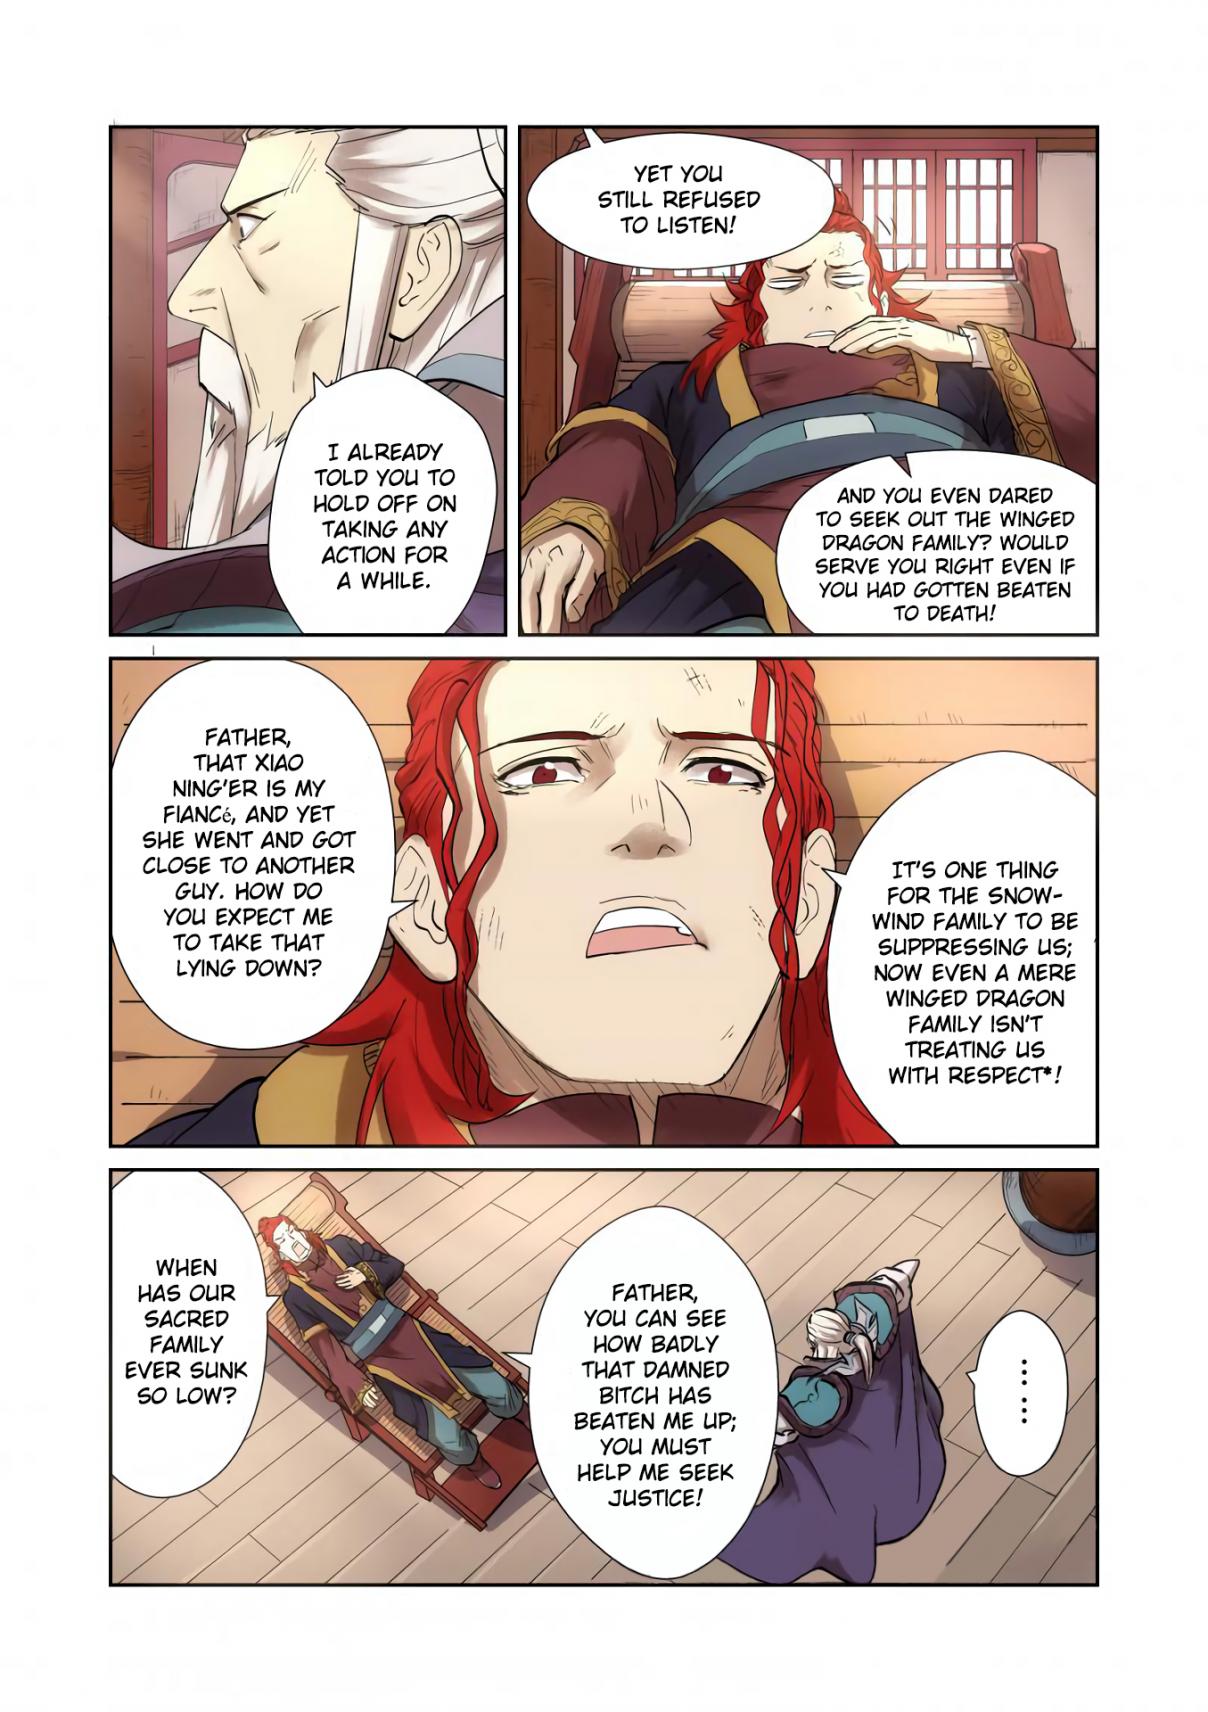 I ALREADY
TOLD YOU TO
HOLD OFF ON
TAKING ANY
ACTION FOR
A WHILE.
YET YOU
STILL REFUSED
TO LISTEN!
AND YOU EVEN DARED
TO SEEK OUT THE WINGED
DRAGON FAMILY? WOULD
SERVE YOU RIGHT EVEN IF
YOU HAD GOTTEN BEATEN
TO DEATH!
FATHER,
THAT XIAO
NING'ER IS MY
FIANCé, AND YET
SHE WENT AND GOT
CLOSE TO ANOTHER
GUY. HOW DO
YOU EXPECT ME
TO TAKE THAT
LYING DOWN?
IT'S ONE THING
FOR THE SNOW-
WIND FAMILY TO BE
SUPPRESSING US;
NOW EVEN A MERE
WINGED DRAGON
FAMILY ISN'T
TREATING US
WITH RESPECT*!
WHEN
HAS OUR
SACRED
FAMILY
EVER SUNK
SO LOW?
FATHER,
YOU CAN SEE
HOW BADLY
THAT DAMNED
BITCH HAS
BEATEN ME UP;
YOU MUST
HELP ME SEEK
JUSTICE!
....